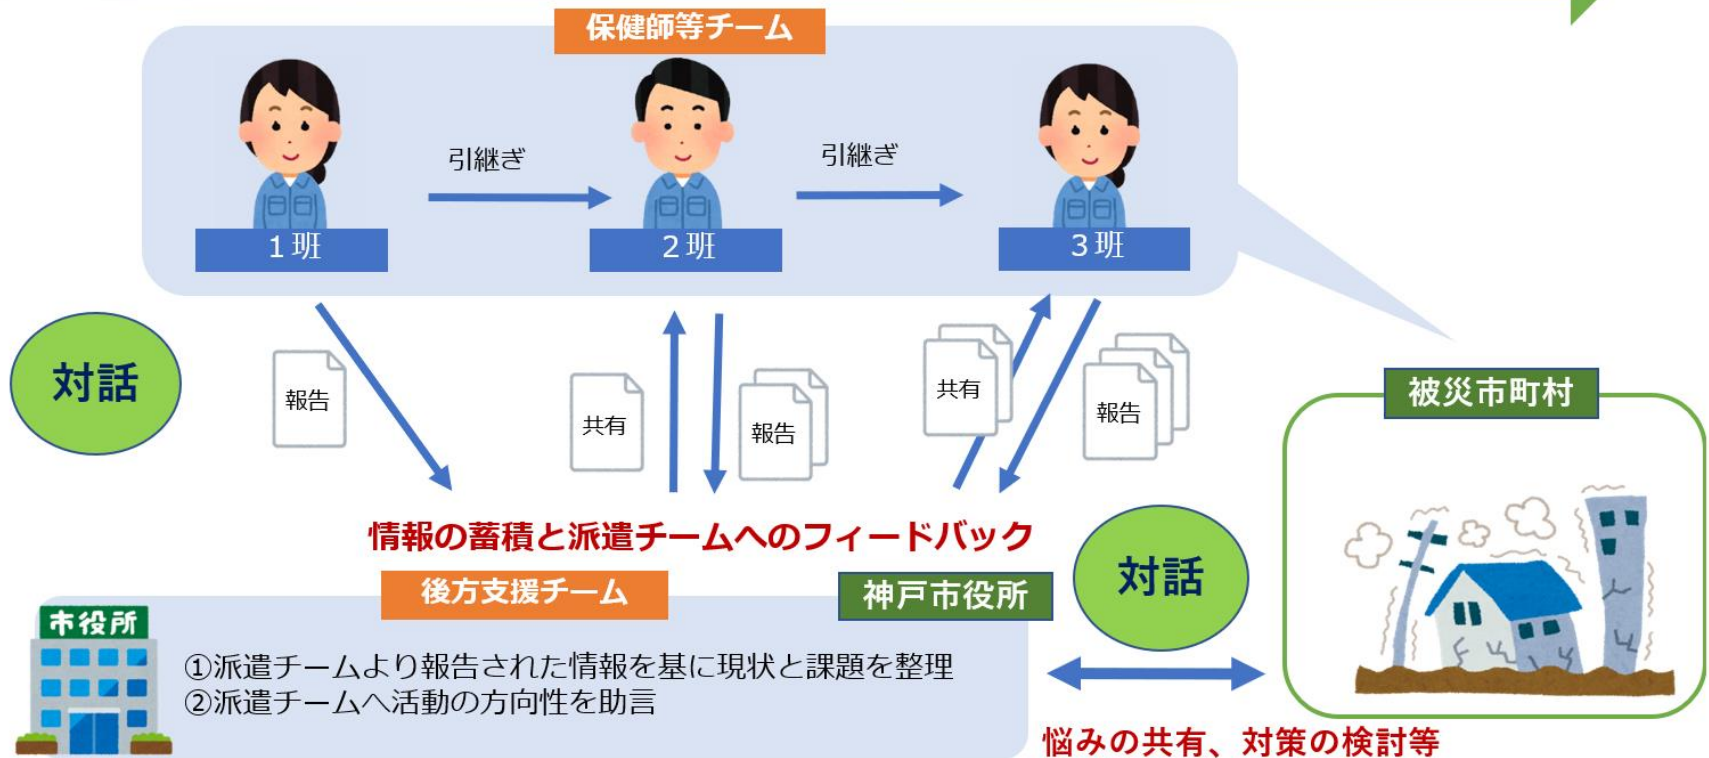 保健師等チーム
引継ぎ
引継ぎ
1班
2班
3班
対話
報告
共有
報告
共有
報告
被災市町村
情報の蓄積と派遣チームへのフィードバック
対話
後方支援チーム
神戸市役所
市役所
①派遣チームより報告された情報を基に現状と課題を整理
②派遣チームへ活動の方向性を助言
悩みの共有、対策の検討等